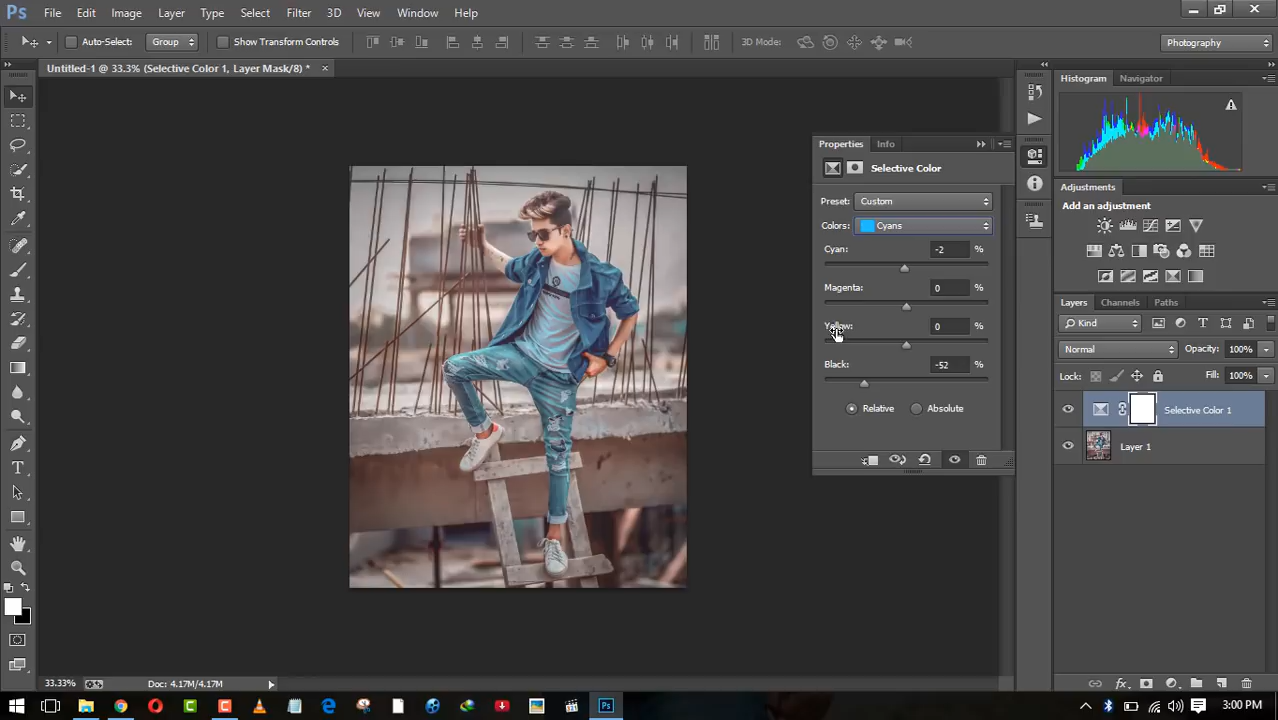 Ps File Edit Image Layer Type Select Filter 3D View Window Help
Auto-Select: Group Show Transform Controls 3D Mode: Photography
Untitled-1 @ 33.3% (Selective Color 1, Layer Mask/8) * ×
Histogram Navigator
Properties Info
Selective Color
Preset: Custom
Colors: Cyans
Cyan: -2 %
Magenta: 0 %
Yellow: 0 %
Black: -52 %
Relative Absolute
Adjustments
Add an adjustment
Layers Channels Paths
Kind
Normal Opacity: 100%
Lock: Fill: 100%
Selective Color 1
Layer 1
33.33% Doc: 4.17M/4.17M
3:00 PM